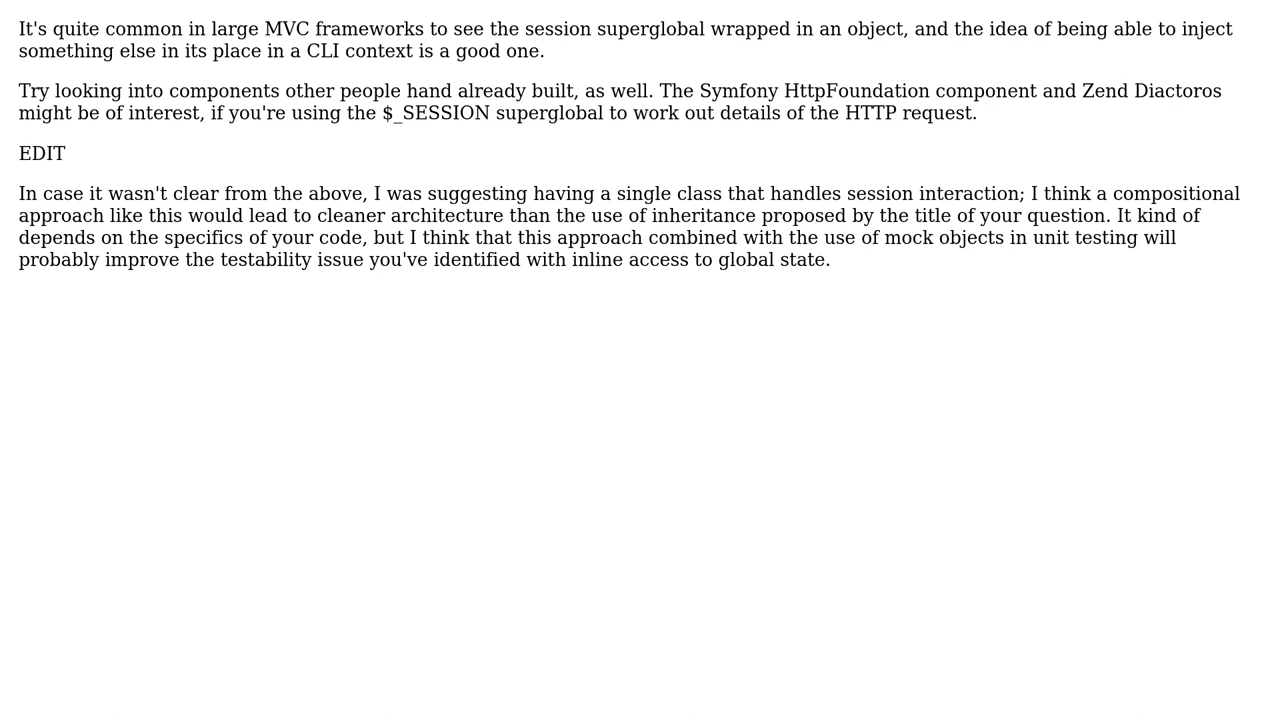 It's quite common in large MVC frameworks to see the session superglobal wrapped in an object, and the idea of being able to inject
something else in its place in a CLI context is a good one.
Try looking into components other people hand already built, as well. The Symfony HttpFoundation component and Zend Diactoros
might be of interest, if you're using the $_SESSION superglobal to work out details of the HTTP request.
EDIT
In case it wasn't clear from the above, I was suggesting having a single class that handles session interaction; I think a compositional
approach like this would lead to cleaner architecture than the use of inheritance proposed by the title of your question. It kind of
depends on the specifics of your code, but I think that this approach combined with the use of mock objects in unit testing will
probably improve the testability issue you've identified with inline access to global state.